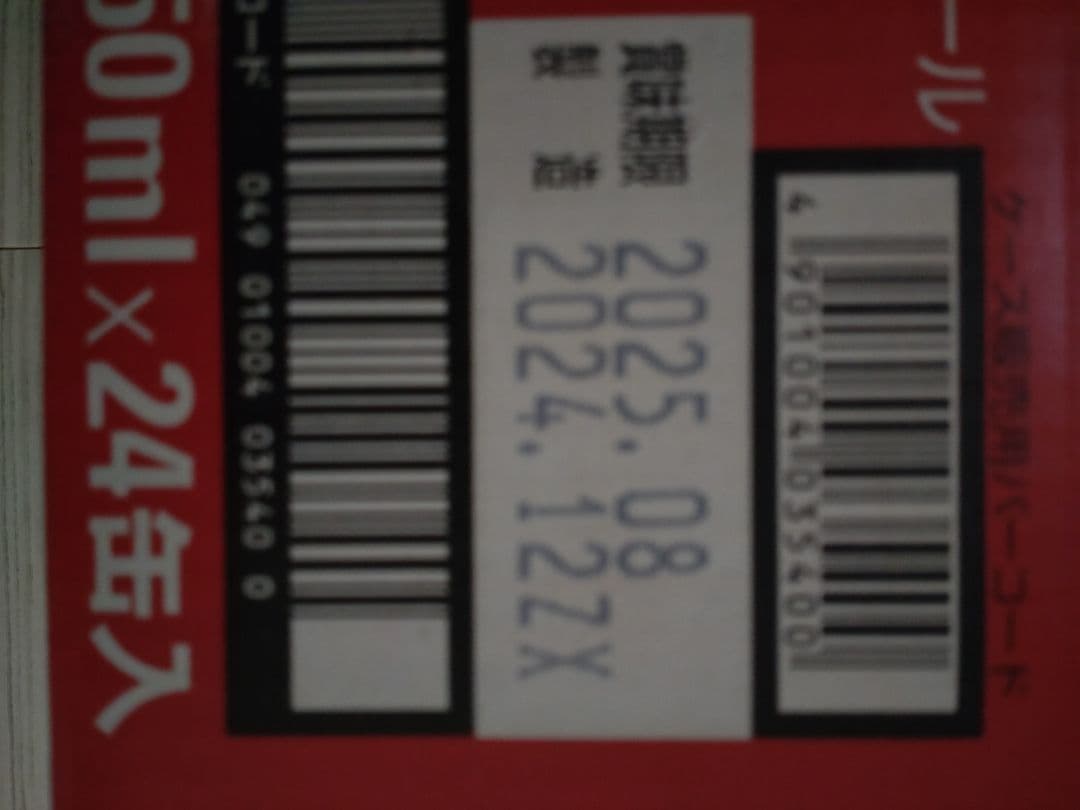 ケース販売用バーコード
ール
4 901004 035400
賞味期限 2025.08
製造 2024.12ZX
コード 049 01004 03540 0
50ml×24缶入